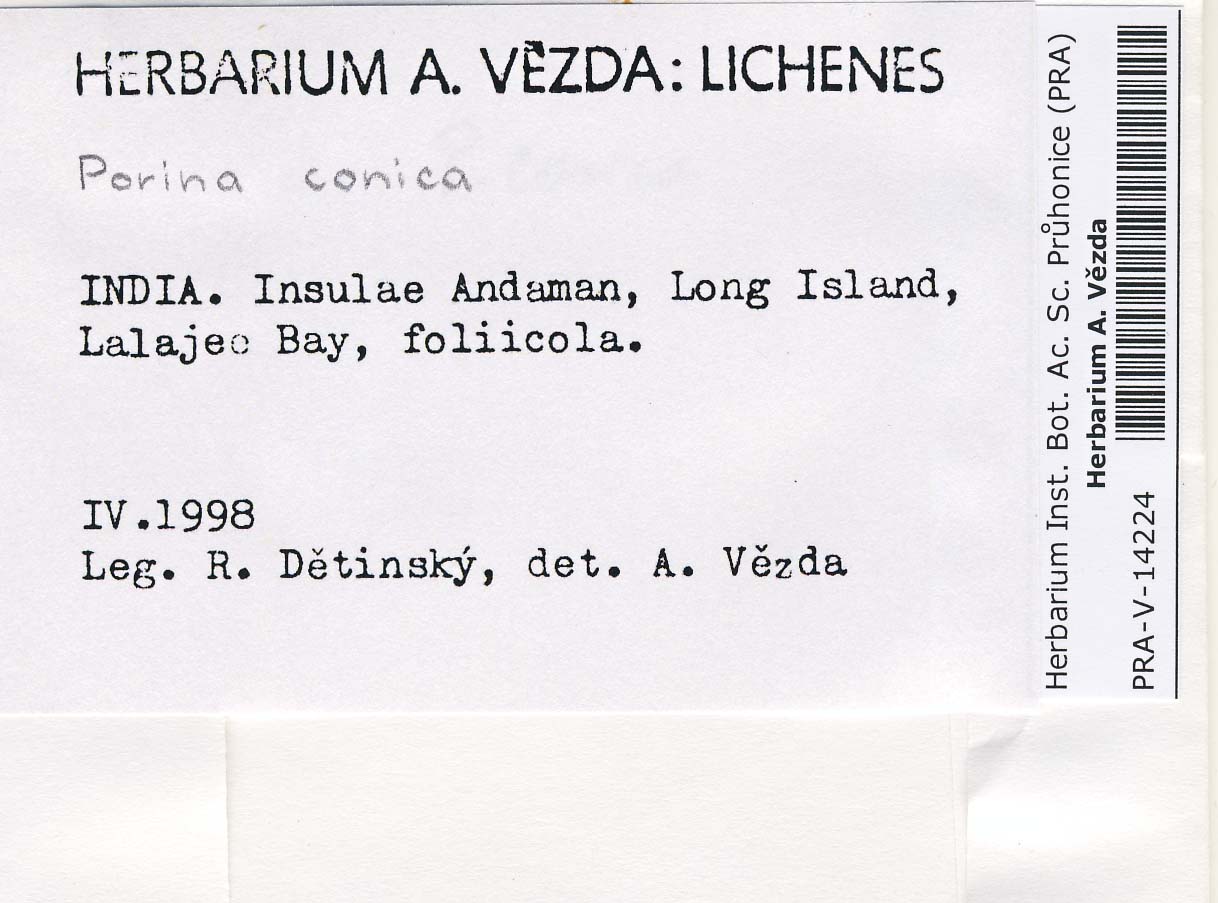 HERBARIUM A. VĚZDA: LICHENES
Porina conica
INDIA. Insulae Andaman, Long Island,
Lalajeo Bay, foliicola.
IV.1998
Leg. R. Dětinský, det. A. Vězda
Herbarium Inst. Bot. Ac. Sc. Průhonice (PRA)
Herbarium A. Vězda
PRA-V-14224